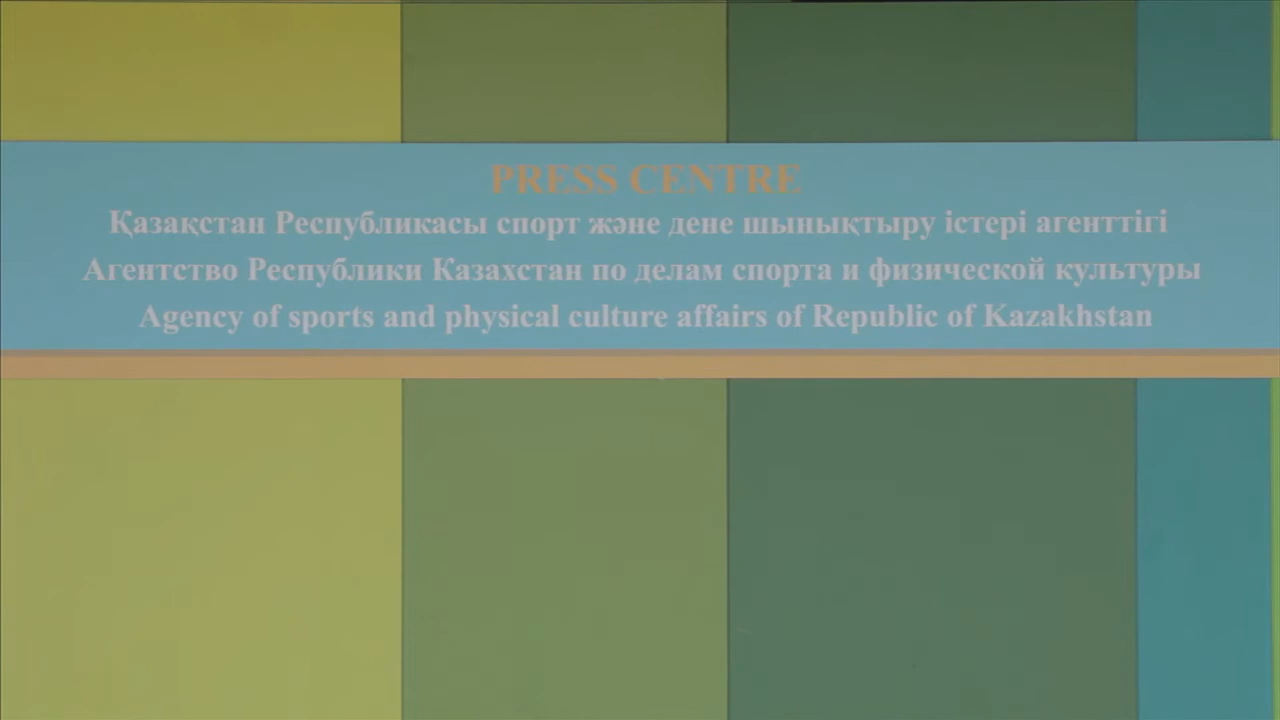 PRESS CENTRE
Қазақстан Республикасы спорт және дене шынықтыру істері агенттігі
Агентство Республики Казахстан по делам спорта и физической культуры
Agency of sports and physical culture affairs of Republic of Kazakhstan